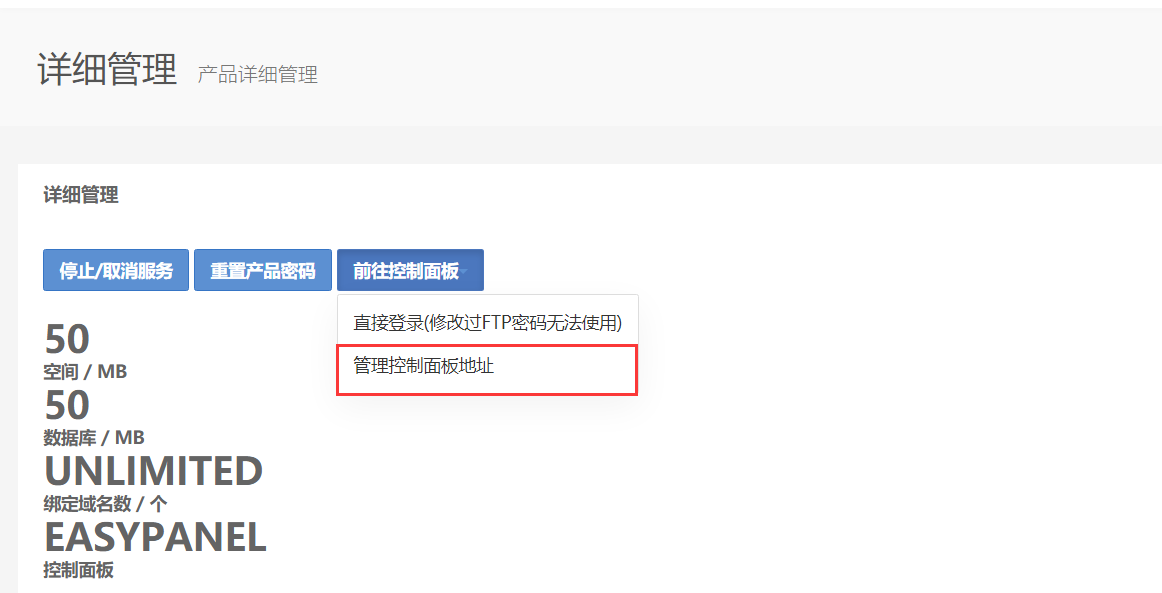 详细管理 产品详细管理
详细管理
停止/取消服务 重置产品密码 前往控制面板
直接登录(修改过FTP密码无法使用)
管理控制面板地址
50
空间 / MB
50
数据库 / MB
UNLIMITED
绑定域名数 / 个
EASYPANEL
控制面板